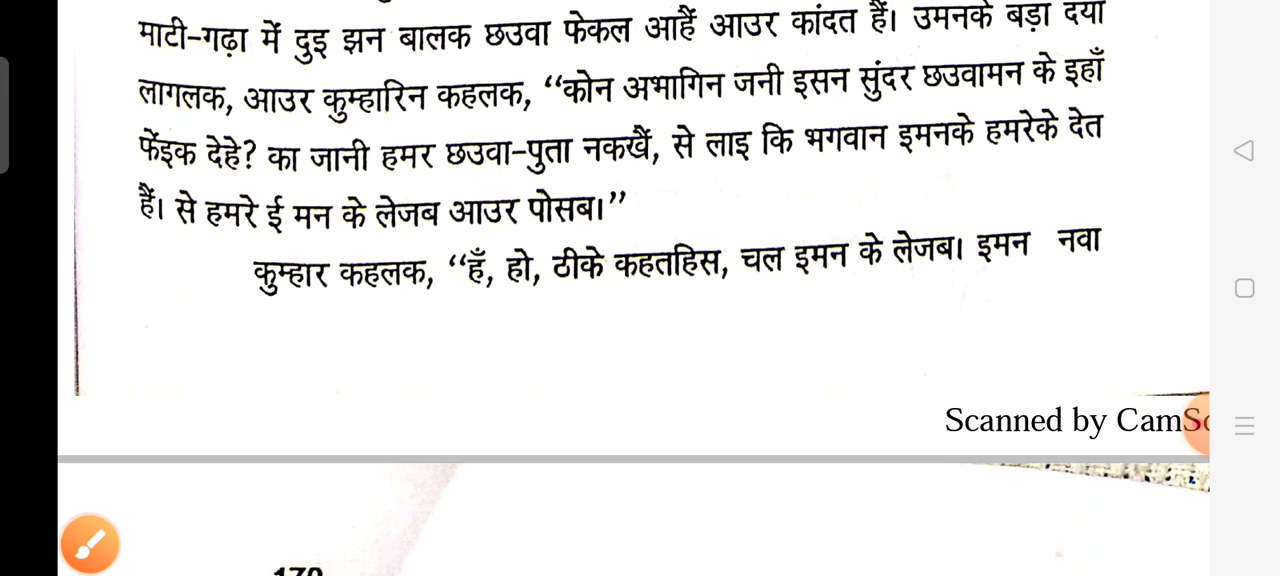 माटी-गढ़ा में दुइ झन बालक छउवा फेकल आहैं आउर कांदत हैं। उमनके बड़ा दया
लागलक, आउर कुम्हारिन कहलक, “कोन अभागिन जनी इसन सुंदर छउवामन के इहाँ
फेंइक देहे? का जानी हमर छउवा-पुता नकखैं, से लाइ कि भगवान इमनके हमरेके देत
हैं। से हमरे ई मन के लेजब आउर पोसब।”
कुम्हार कहलक, “हँ, हो, ठीके कहतहिस, चल इमन के लेजब। इमन नवा
Scanned by